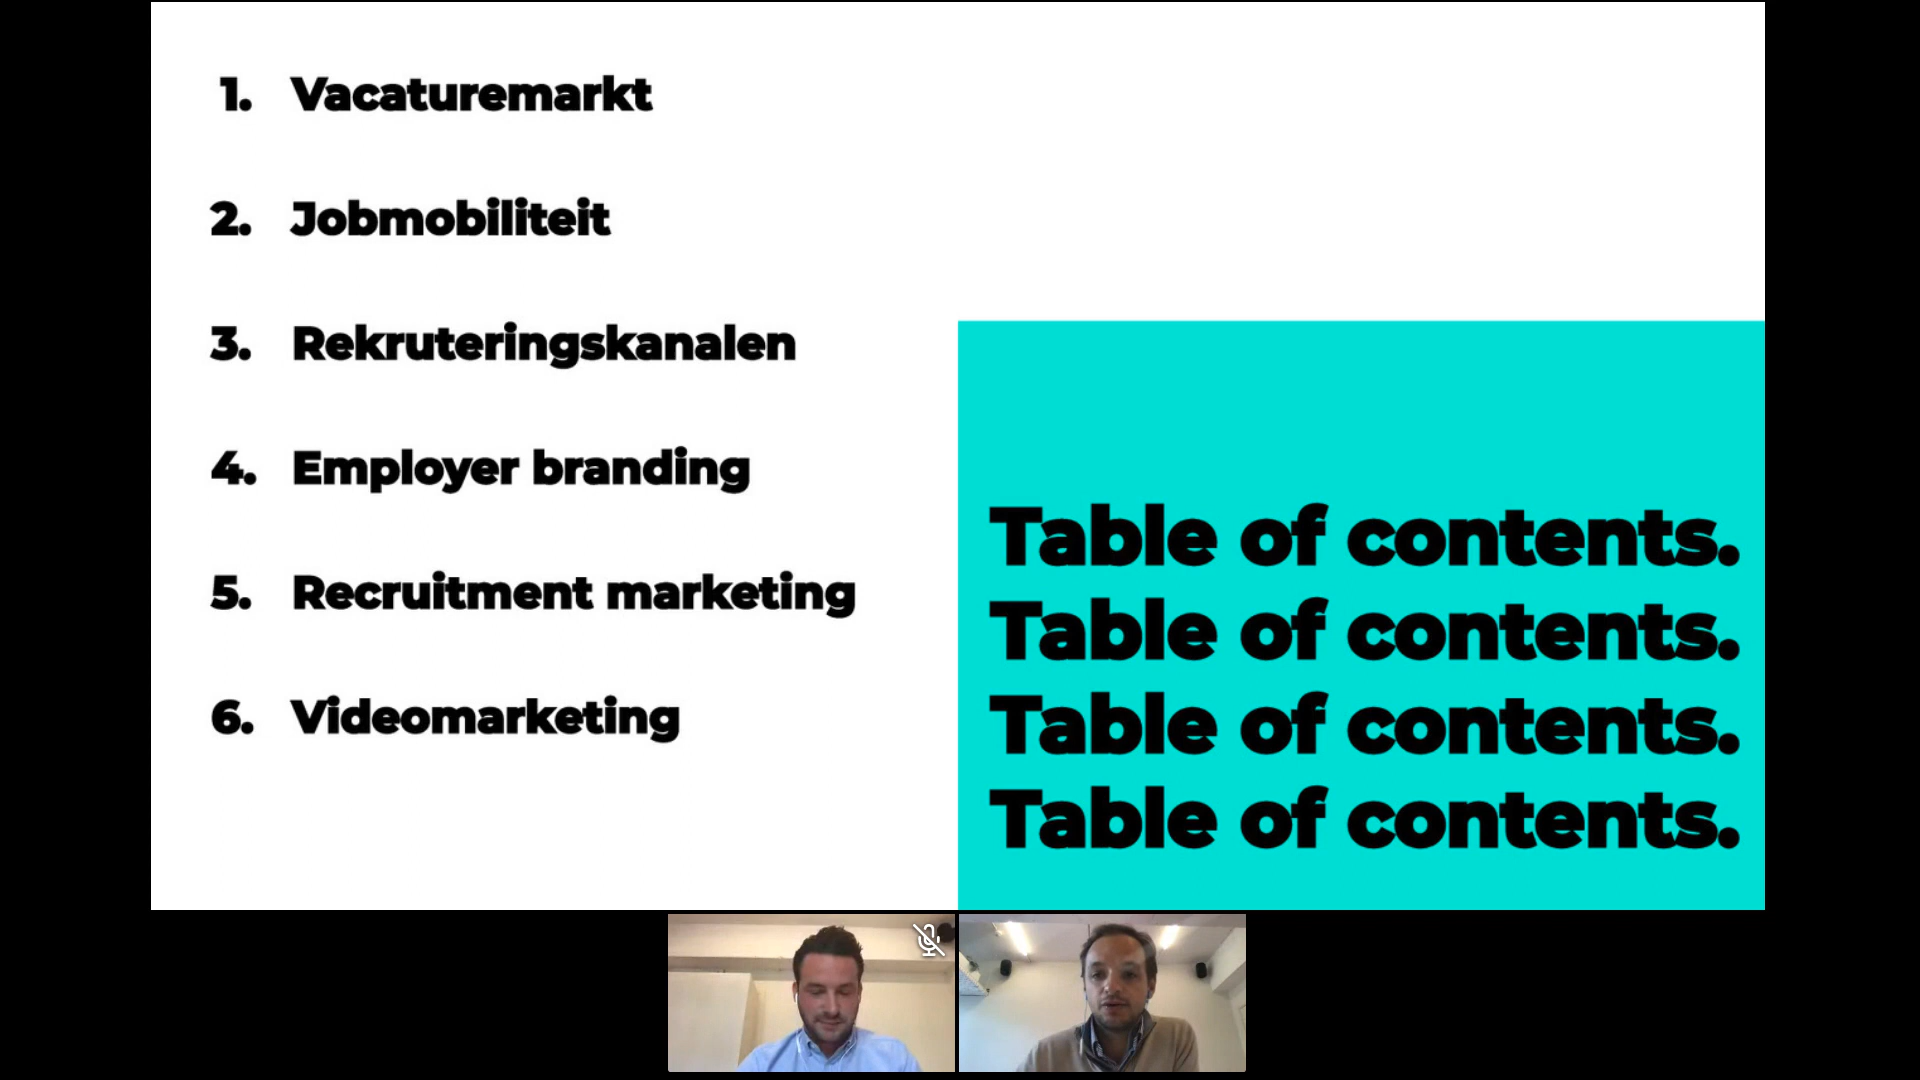 1. Vacaturemarkt
2. Jobmobiliteit
3. Rekruteringskanalen
4. Employer branding
5. Recruitment marketing
6. Videomarketing
Table of contents.
Table of contents.
Table of contents.
Table of contents.